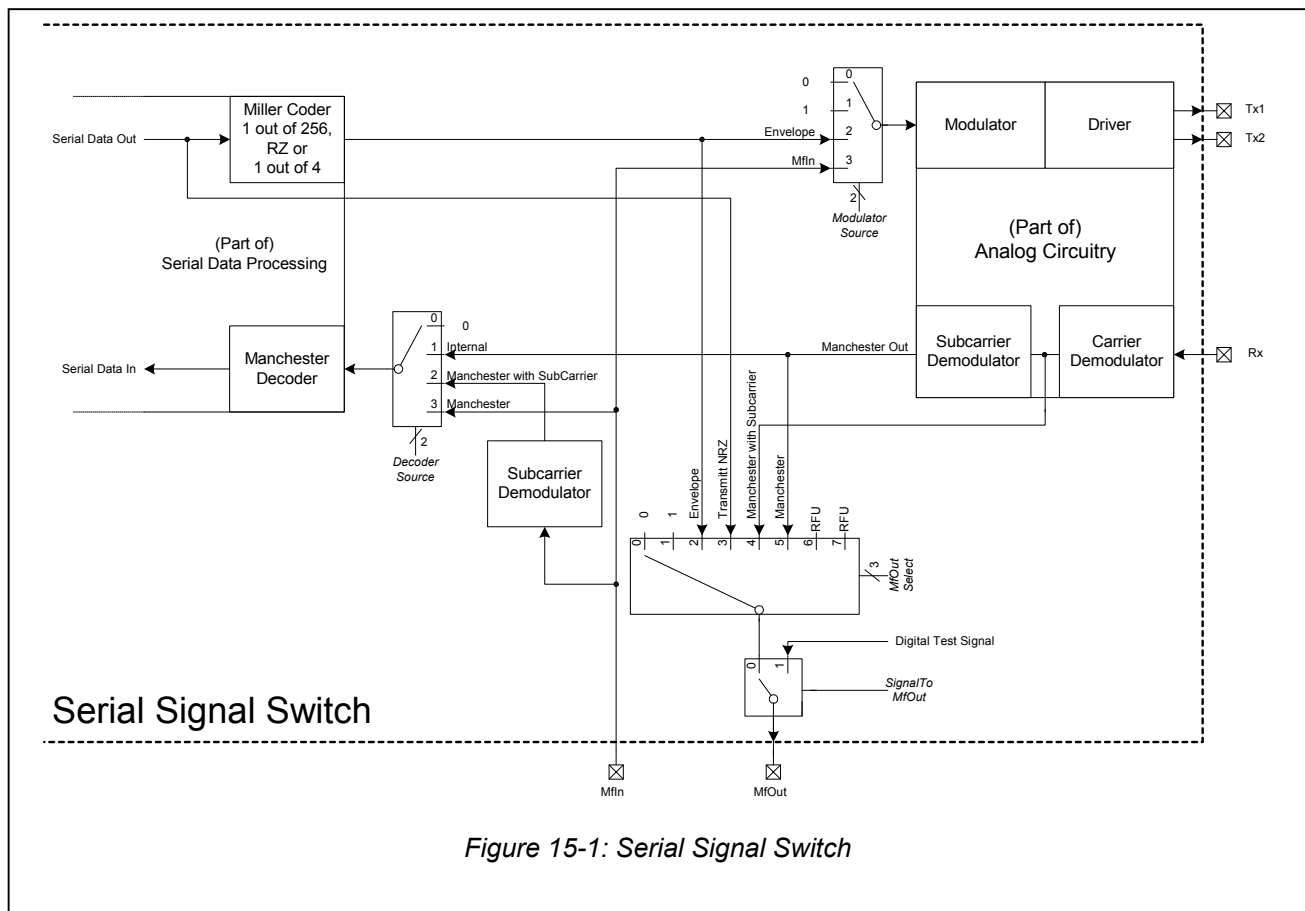 Serial Data Out
Miller Coder
1 out of 256,
RZ or
1 out of 4
(Part of)
Serial Data Processing
Serial Data In
Manchester
Decoder
0
1
2
3
0
Internal
Manchester with SubCarrier
Manchester
2
Decoder
Source
Subcarrier
Demodulator
0
1
Envelope
MfIn
0
1
2
3
2
Modulator
Source
Modulator
Driver
Tx1
Tx2
(Part of)
Analog Circuitry
Manchester Out
Subcarrier
Demodulator
Carrier
Demodulator
Rx
0
1
Envelope
Transmitt NRZ
Manchester with Subcarrier
Manchester
RFU
RFU
0
1
2
3
4
5
6
7
3
MfOut
Select
Digital Test Signal
0
1
SignalTo
MfOut
Serial Signal Switch
MfIn
MfOut
Figure 15-1: Serial Signal Switch